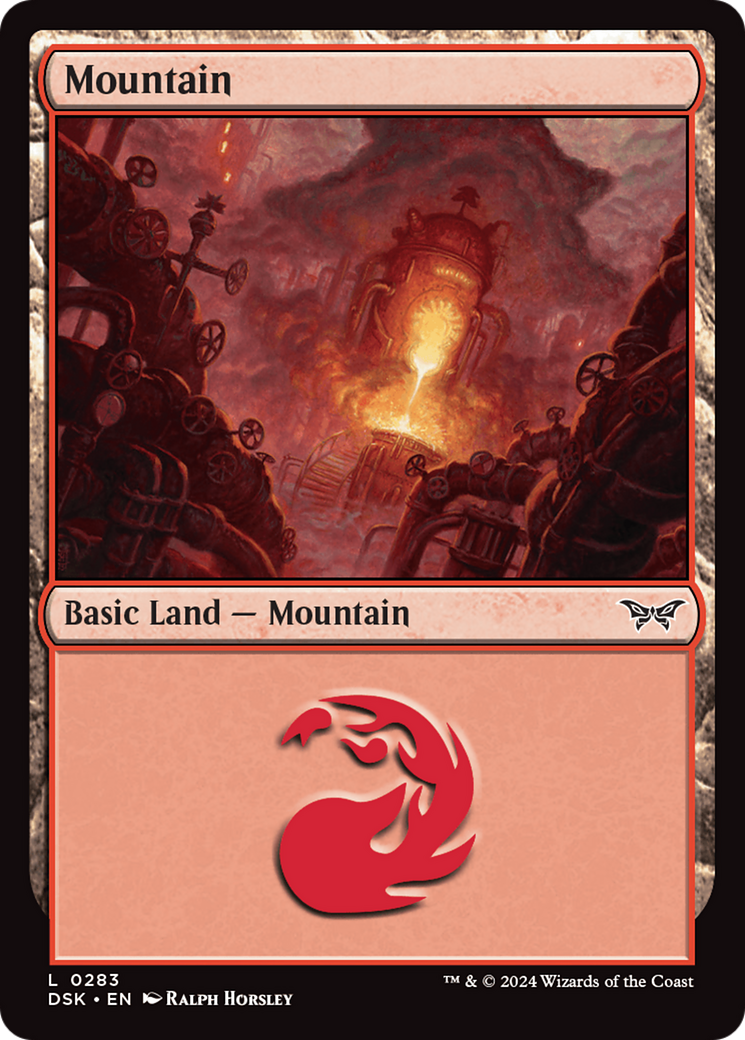 Mountain
Basic Land — Mountain
L 0283
DSK • EN Ralph Horsley
™ & © 2024 Wizards of the Coast